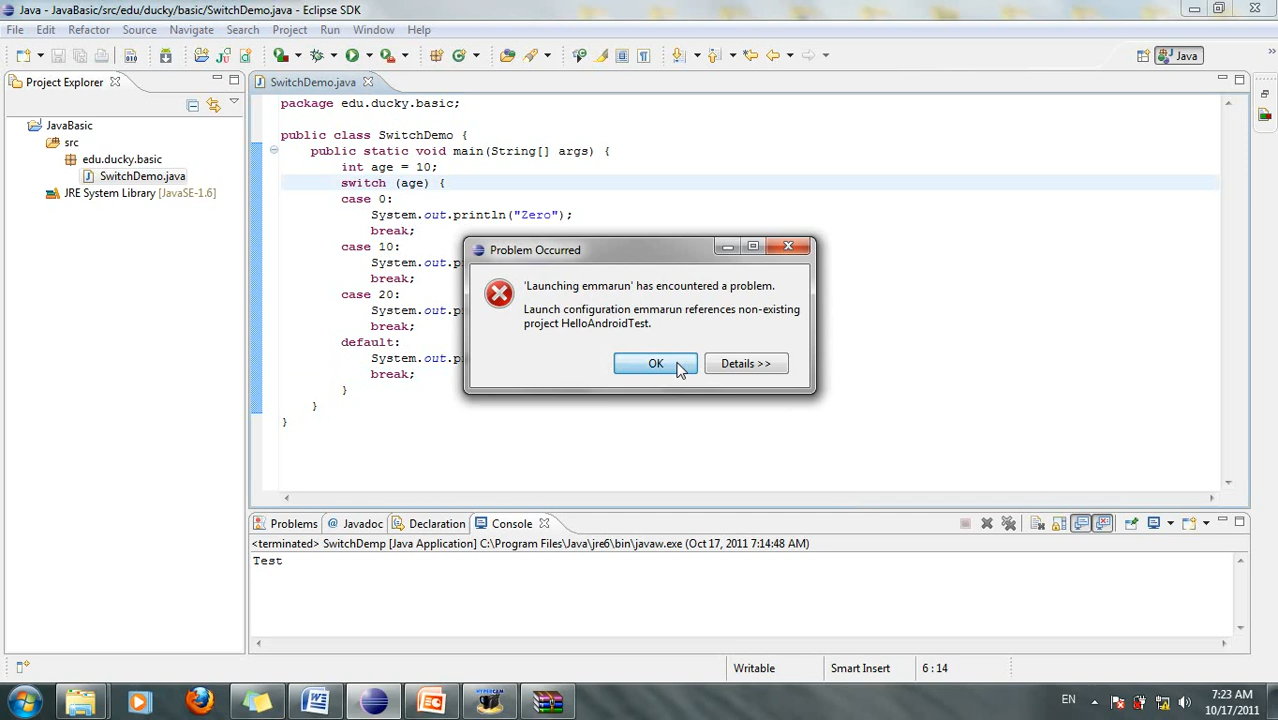 Java - JavaBasic/src/edu/ducky/basic/SwitchDemo.java - Eclipse SDK
File Edit Refactor Source Navigate Search Project Run Window Help
Java
Project Explorer
SwitchDemo.java
JavaBasic
src
edu.ducky.basic
SwitchDemo.java
JRE System Library [JavaSE-1.6]
package edu.ducky.basic;
public class SwitchDemo {
public static void main(String[] args) {
int age = 10;
switch (age) {
case 0:
System.out.println("Zero");
break;
case 10:
System.out.p
break;
case 20:
System.out.p
break;
default:
System.out.p
break;
}
}
}
Problem Occurred
'Launching emmarun' has encountered a problem.
Launch configuration emmarun references non-existing
project HelloAndroidTest.
OK
Details >>
Problems @ Javadoc Declaration Console
<terminated> SwitchDemp [Java Application] C:\Program Files\Java\jre6\bin\javaw.exe (Oct 17, 2011 7:14:48 AM)
Test
Writable
Smart Insert
6 : 14
EN
7:23 AM
10/17/2011